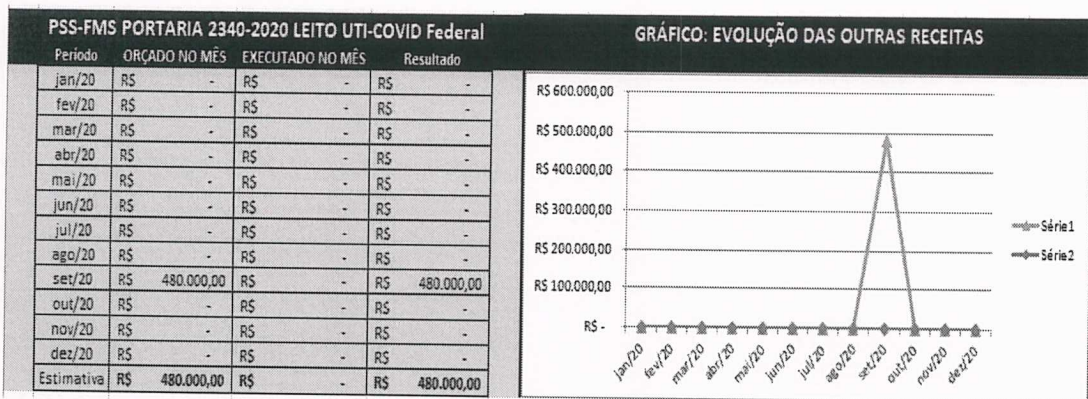 PSS-FMS PORTARIA 2340-2020 LEITO UTI-COVID Federal
Período ORÇADO NO MÊS EXECUTADO NO MÊS Resultado
jan/20 R$ - R$ - R$ -
fev/20 R$ - R$ - R$ -
mar/20 R$ - R$ - R$ -
abr/20 R$ - R$ - R$ -
mai/20 R$ - R$ - R$ -
jun/20 R$ - R$ - R$ -
jul/20 R$ - R$ - R$ -
ago/20 R$ - R$ - R$ -
set/20 R$ 480.000,00 R$ - R$ 480.000,00
out/20 R$ - R$ - R$ -
nov/20 R$ - R$ - R$ -
dez/20 R$ - R$ - R$ -
Estimativa R$ 480.000,00 R$ - R$ 480.000,00
GRÁFICO: EVOLUÇÃO DAS OUTRAS RECEITAS
R$ 600.000,00
R$ 500.000,00
R$ 400.000,00
R$ 300.000,00
R$ 200.000,00
R$ 100.000,00
R$ -
jan/20 fev/20 mar/20 abr/20 mai/20 jun/20 jul/20 ago/20 set/20 out/20 nov/20 dez/20
Série1
Série2